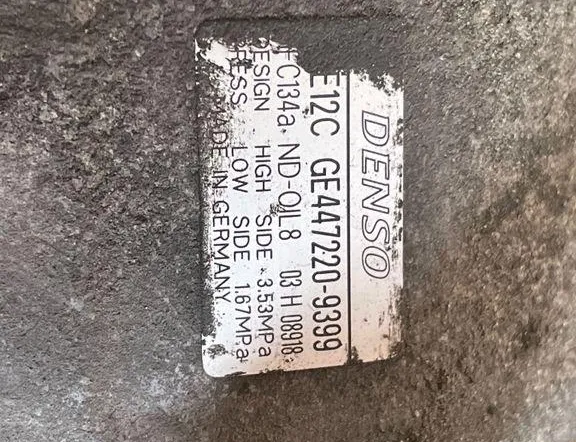 DENSO
E12C GE447220-9399
FC134a ND-OIL 8 03 H 08918
DESIGN HIGH SIDE 3.53MPa
PRESS LOW SIDE 1.67MPa
MADE IN GERMANY